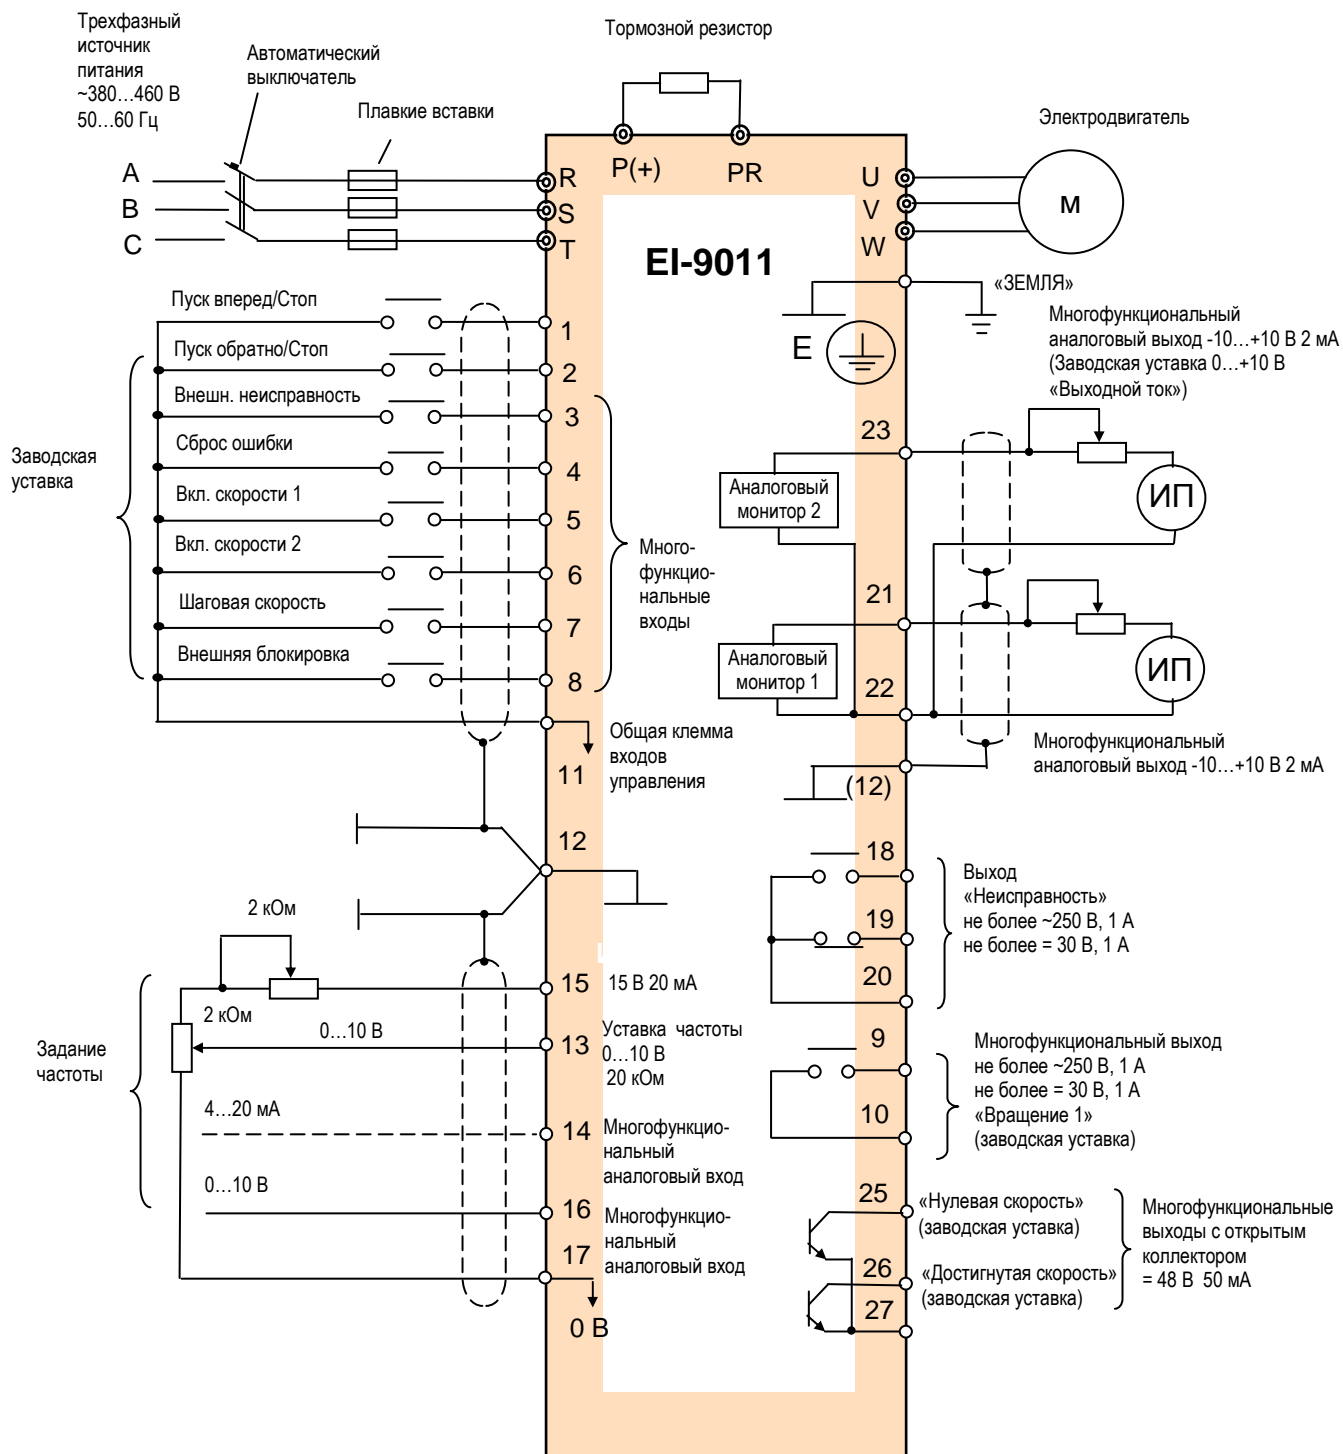 Трехфазный
источник
питания
~380…460 В
50…60 Гц
Автоматический
выключатель
Плавкие вставки
Тормозной резистор
Электродвигатель
A
B
C
R
S
T
P(+)
PR
U
V
W
М
EI-9011
«ЗЕМЛЯ»
E
Пуск вперед/Стоп
1
Пуск обратно/Стоп
2
Внешн. неисправность
3
Сброс ошибки
4
Вкл. скорости 1
5
Вкл. скорости 2
6
Шаговая скорость
7
Внешняя блокировка
8
Заводская
уставка
Много-
функцио-
нальные
входы
11
Общая клемма
входов
управления
12
Многофункциональный
аналоговый выход -10…+10 В 2 мА
(Заводская уставка 0…+10 В
«Выходной ток»)
23
Аналоговый
монитор 2
ИП
21
Аналоговый
монитор 1
22
ИП
Многофункциональный
аналоговый выход -10…+10 В 2 мА
(12)
18
19
20
Выход
«Неисправность»
не более ~250 В, 1 А
не более = 30 В, 1 А
9
10
Многофункциональный выход
не более ~250 В, 1 А
не более = 30 В, 1 А
«Вращение 1»
(заводская уставка)
25
26
27
«Нулевая скорость»
(заводская уставка)
«Достигнутая скорость»
(заводская уставка)
Многофункциональные
выходы с открытым
коллектором
= 48 В 50 мА
2 кОм
2 кОм
Задание
частоты
15
15 В 20 мА
0…10 В
13
Уставка частоты
0…10 В
20 кОм
4…20 мА
14
Многофункцио-
нальный
аналоговый вход
0…10 В
16
Многофункцио-
нальный
аналоговый вход
17
0 В